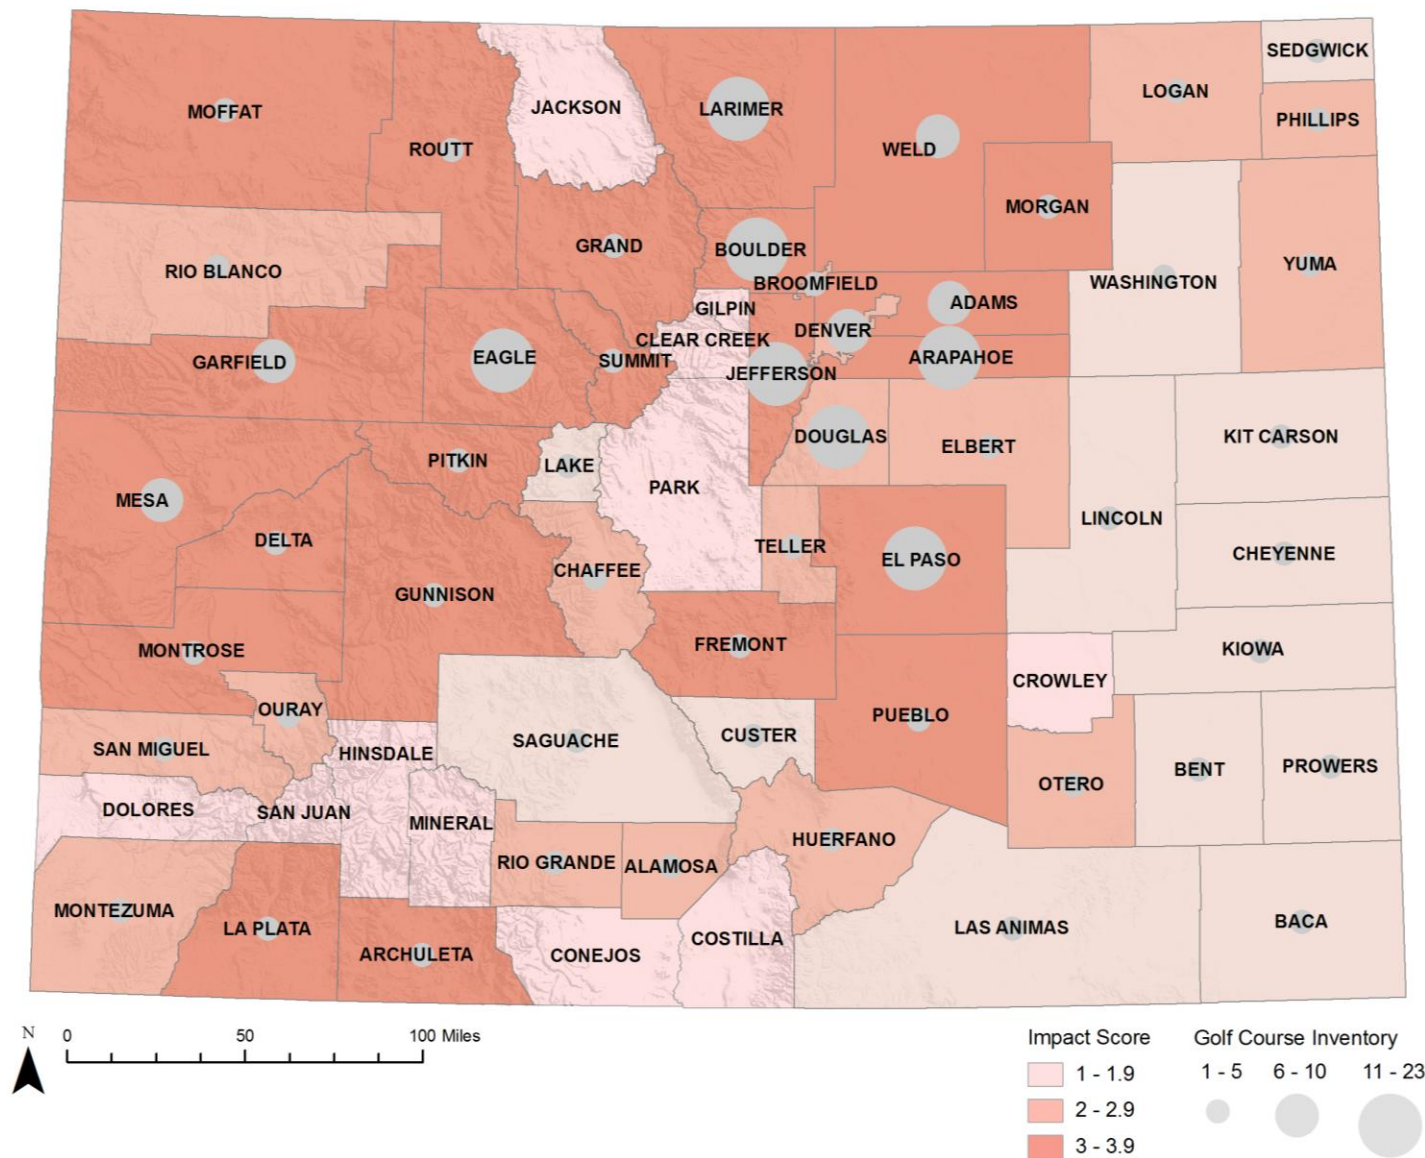 SEDGWICK
LOGAN
MOFFAT
JACKSON
LARIMER
PHILLIPS
ROUTT
WELD
MORGAN
GRAND
BOULDER
RIO BLANCO
YUMA
BROOMFIELD
WASHINGTON
GILPIN
ADAMS
DENVER
CLEAR CREEK
GARFIELD
EAGLE
SUMMIT
ARAPAHOE
JEFFERSON
DOUGLAS
KIT CARSON
ELBERT
PITKIN
LAKE
PARK
MESA
LINCOLN
DELTA
TELLER
CHEYENNE
EL PASO
CHAFFEE
GUNNISON
FREMONT
MONTROSE
KIOWA
CROWLEY
OURAY
PUEBLO
SAN MIGUEL
HINSDALE
SAGUACHE
CUSTER
PROWERS
BENT
OTERO
DOLORES
SAN JUAN
MINERAL
HUERFANO
RIO GRANDE
ALAMOSA
MONTEZUMA
LA PLATA
BACA
LAS ANIMAS
COSTILLA
ARCHULETA
CONEJOS
N
0 50 100 Miles
Impact Score
1 - 1.9
2 - 2.9
3 - 3.9
Golf Course Inventory
1 - 5 6 - 10 11 - 23